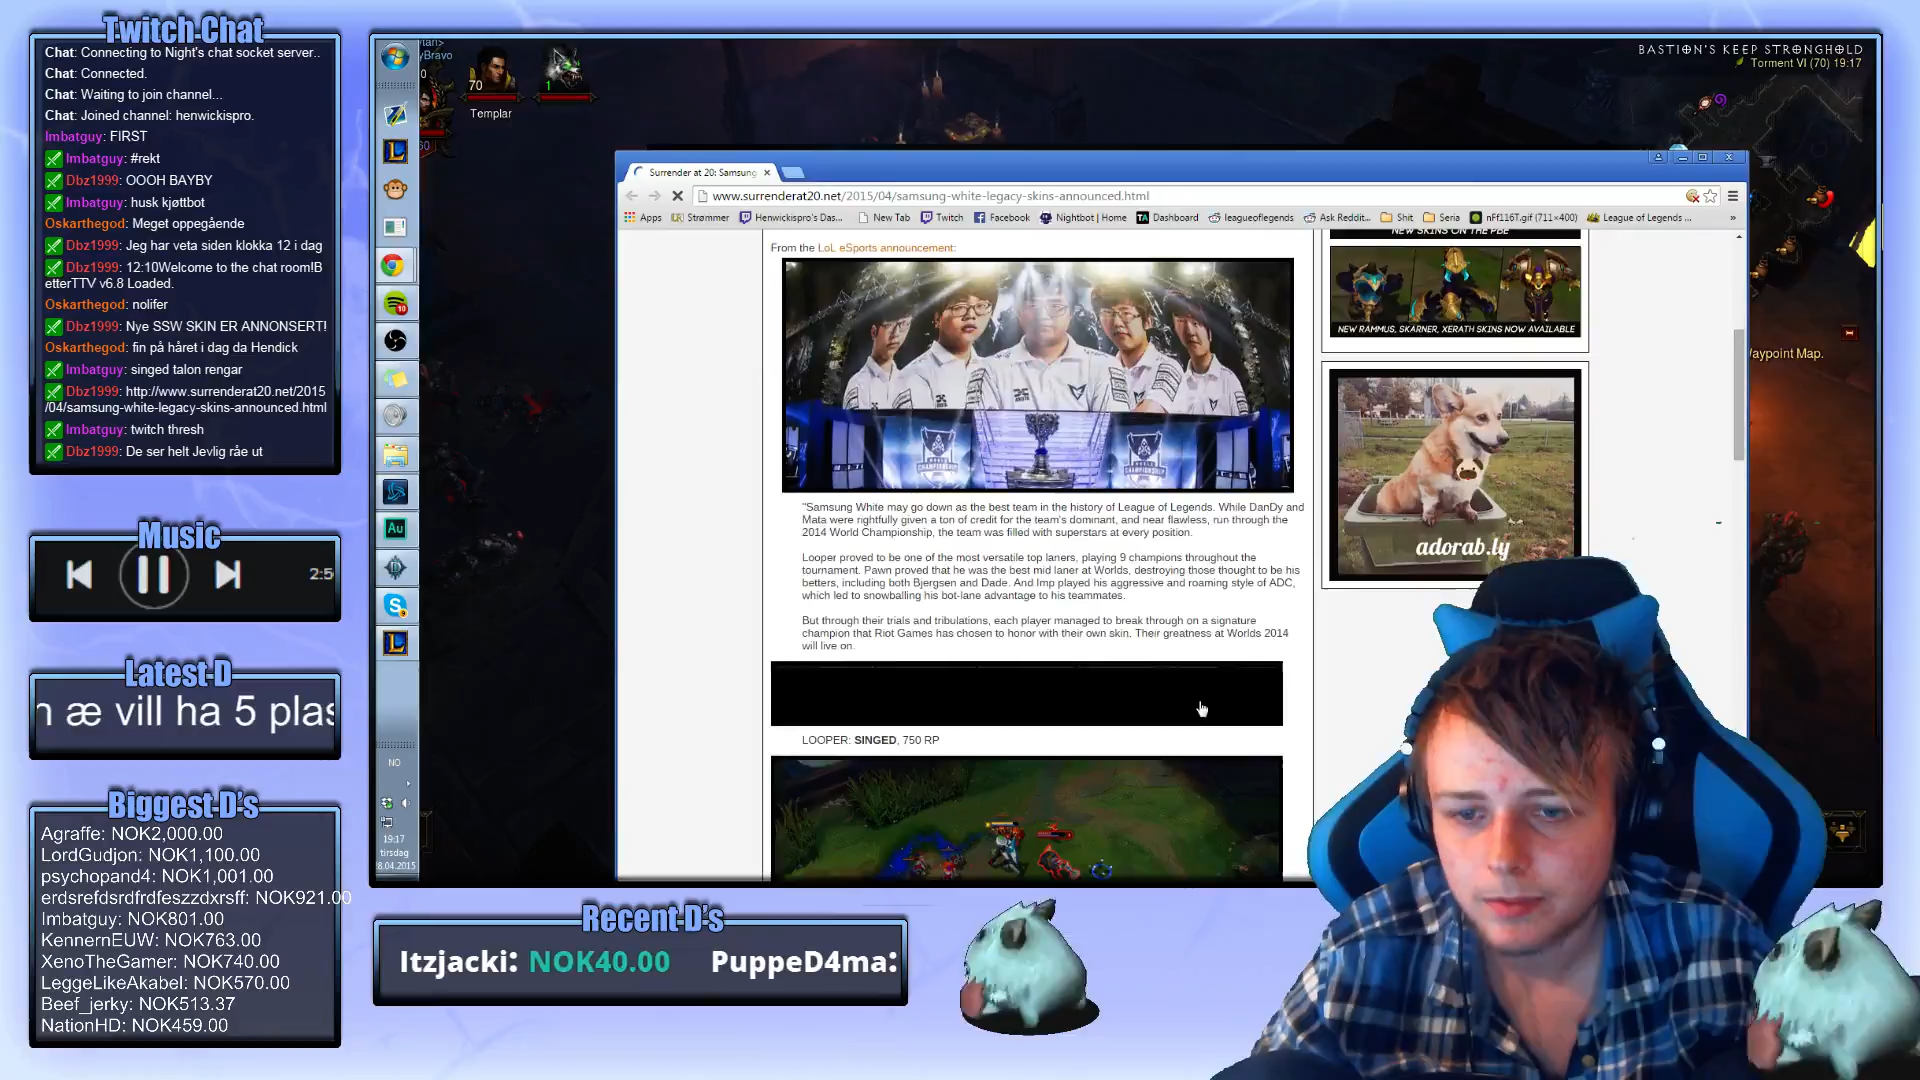 Twitch Chat
Chat: Connecting to Night's chat socket server..
Chat: Connected.
Chat: Waiting to join channel...
Chat: Joined channel: henwickispro.
Imbatguy: FIRST
Imbatguy: #rekt
Dbz1999: OOOH BAYBY
Imbatguy: husk kjøttbot
Oskarthegod: Meget oppegående
Dbz1999: Jeg har veta siden klokka 12 i dag
Dbz1999: 12:10Welcome to the chat room!B
etterTTV v6.8 Loaded.
Oskarthegod: nolifer
Dbz1999: Nye SSW SKIN ER ANNONSERT!
Oskarthegod: fin på håret i dag da Hendick
Imbatguy: singed talon rengar
Dbz1999: http://www.surrenderat20.net/2015
/04/samsung-white-legacy-skins-announced.html
Imbatguy: twitch thresh
Dbz1999: De ser helt Jevlig råe ut
Music
2:5
Latest D
n æ vill ha 5 plas
Biggest D's
Agraffe: NOK2,000.00
LordGudjon: NOK1,100.00
psychopand4: NOK1,001.00
erdsrefdsrdfrdfeszzdxrsff: NOK921.00
Imbatguy: NOK801.00
KennernEUW: NOK763.00
XenoTheGamer: NOK740.00
LeggeLikeAkabel: NOK570.00
Beef_jerky: NOK513.37
NationHD: NOK459.00
yBravo
70
Templar
1
60
BASTION'S KEEP STRONGHOLD
Torment VI (70) 19:17
Waypoint Map.
Surrender at 20: Samsung
www.surrenderat20.net/2015/04/samsung-white-legacy-skins-announced.html
Apps Strømmer Henwickispro's Das... New Tab Twitch Facebook Nightbot | Home Dashboard leagueoflegends Ask Reddit... Shit Seria nFf116T.gif (711×400) League of Legends ... »
From the LoL eSports announcement:
"Samsung White may go down as the best team in the history of League of Legends. While DanDy and
Mata were rightfully given a ton of credit for the team's dominant, and near flawless, run through the
2014 World Championship, the team was filled with superstars at every position.
Looper proved to be one of the most versatile top laners, playing 9 champions throughout the
tournament. Pawn proved that he was the best mid laner at Worlds, destroying those thought to be his
betters, including both Bjergsen and Dade. And Imp played his aggressive and roaming style of ADC,
which led to snowballing his bot-lane advantage to his teammates.
But through their trials and tribulations, each player managed to break through on a signature
champion that Riot Games has chosen to honor with their own skin. Their greatness at Worlds 2014
will live on.
LOOPER: SINGED, 750 RP
NEW SKINS ON THE PBE
NEW RAMMUS, SKARNER, XERATH SKINS NOW AVAILABLE
adorab.ly
Au
NO
19:17
tirsdag
28.04.2015
Recent D's
Itzjacki: NOK40.00 PuppeD4ma: